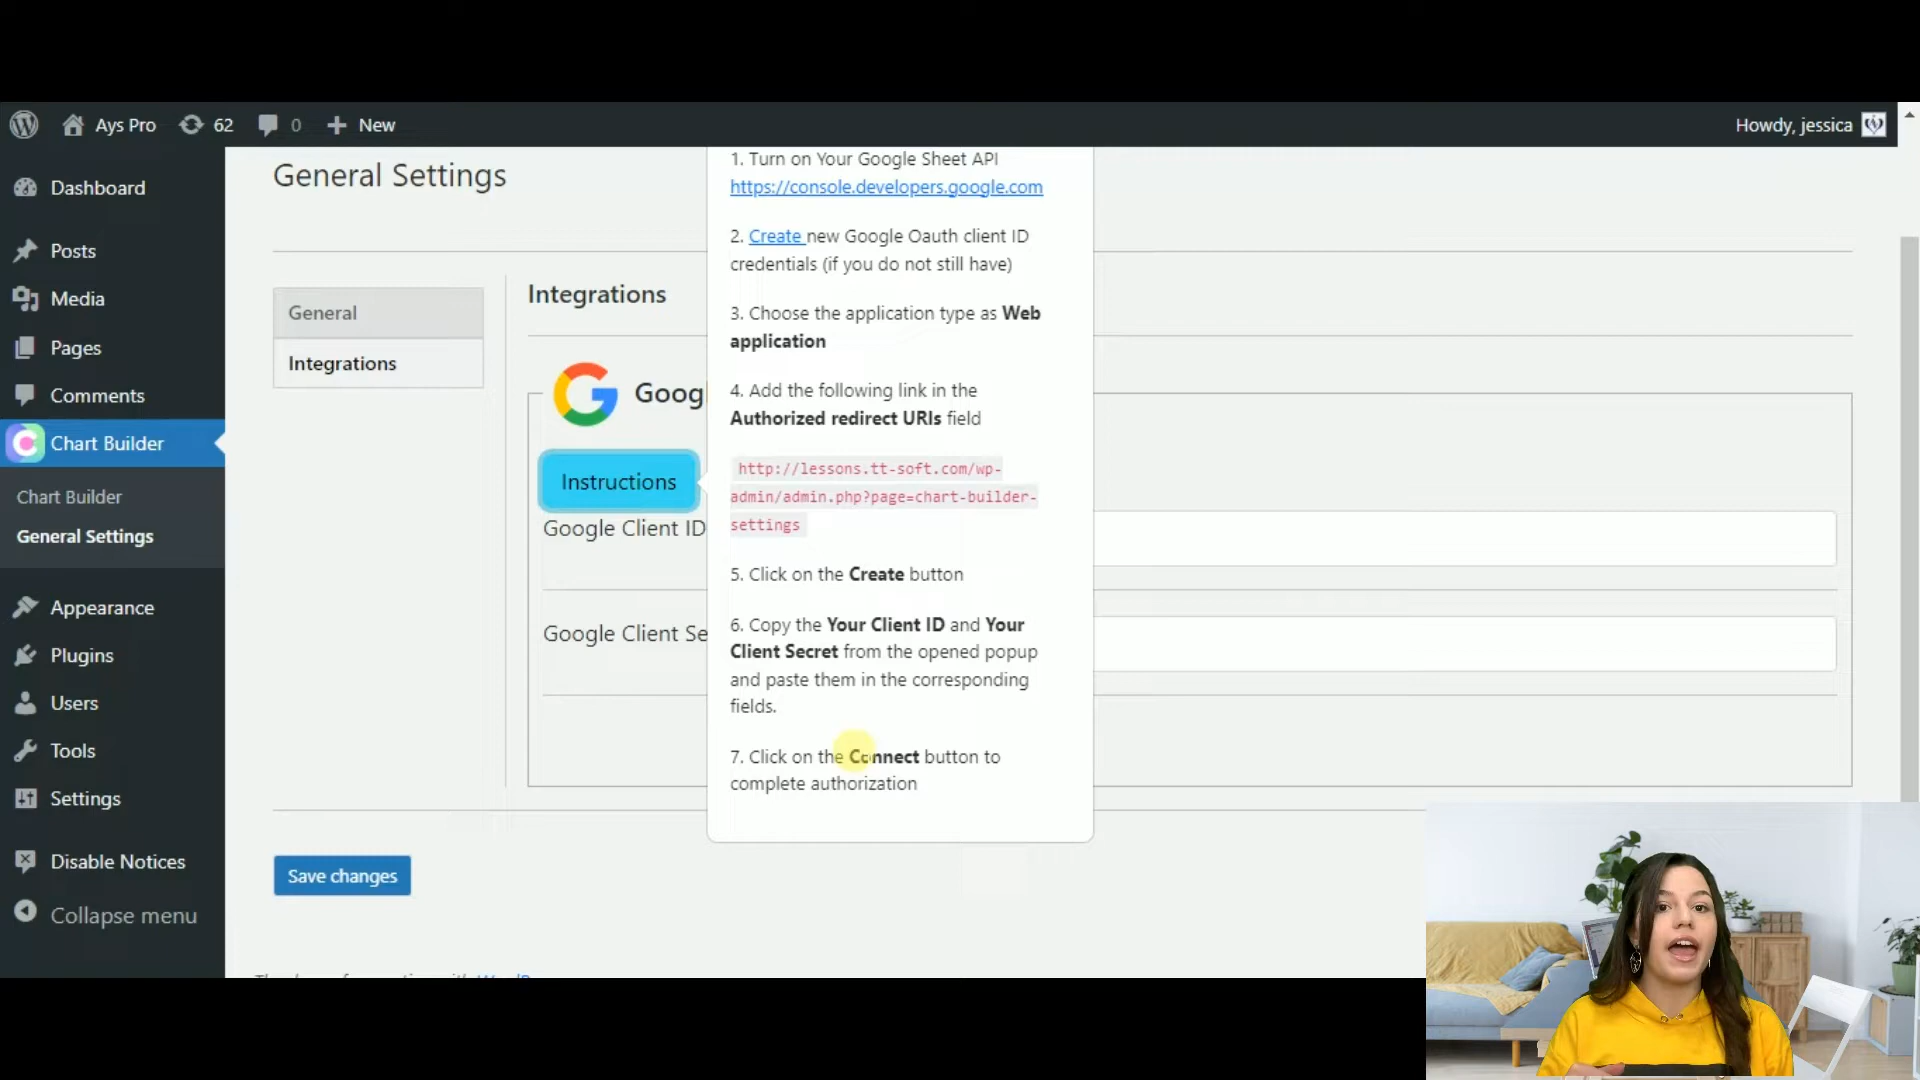 Ays Pro
62
0
New
Howdy, jessica
Dashboard
Posts
Media
Pages
Comments
Chart Builder
Chart Builder
General Settings
Appearance
Plugins
Users
Tools
Settings
Disable Notices
Collapse menu
General Settings
General
Integrations
Integrations
Goog
Instructions
Google Client ID
Google Client Se
1. Turn on Your Google Sheet API
https://console.developers.google.com
2. Create new Google Oauth client ID
credentials (if you do not still have)
3. Choose the application type as Web
application
4. Add the following link in the
Authorized redirect URIs field
http://lessons.tt-soft.com/wp-
admin/admin.php?page=chart-builder-
settings
5. Click on the Create button
6. Copy the Your Client ID and Your
Client Secret from the opened popup
and paste them in the corresponding
fields.
7. Click on the Connect button to
complete authorization
Save changes